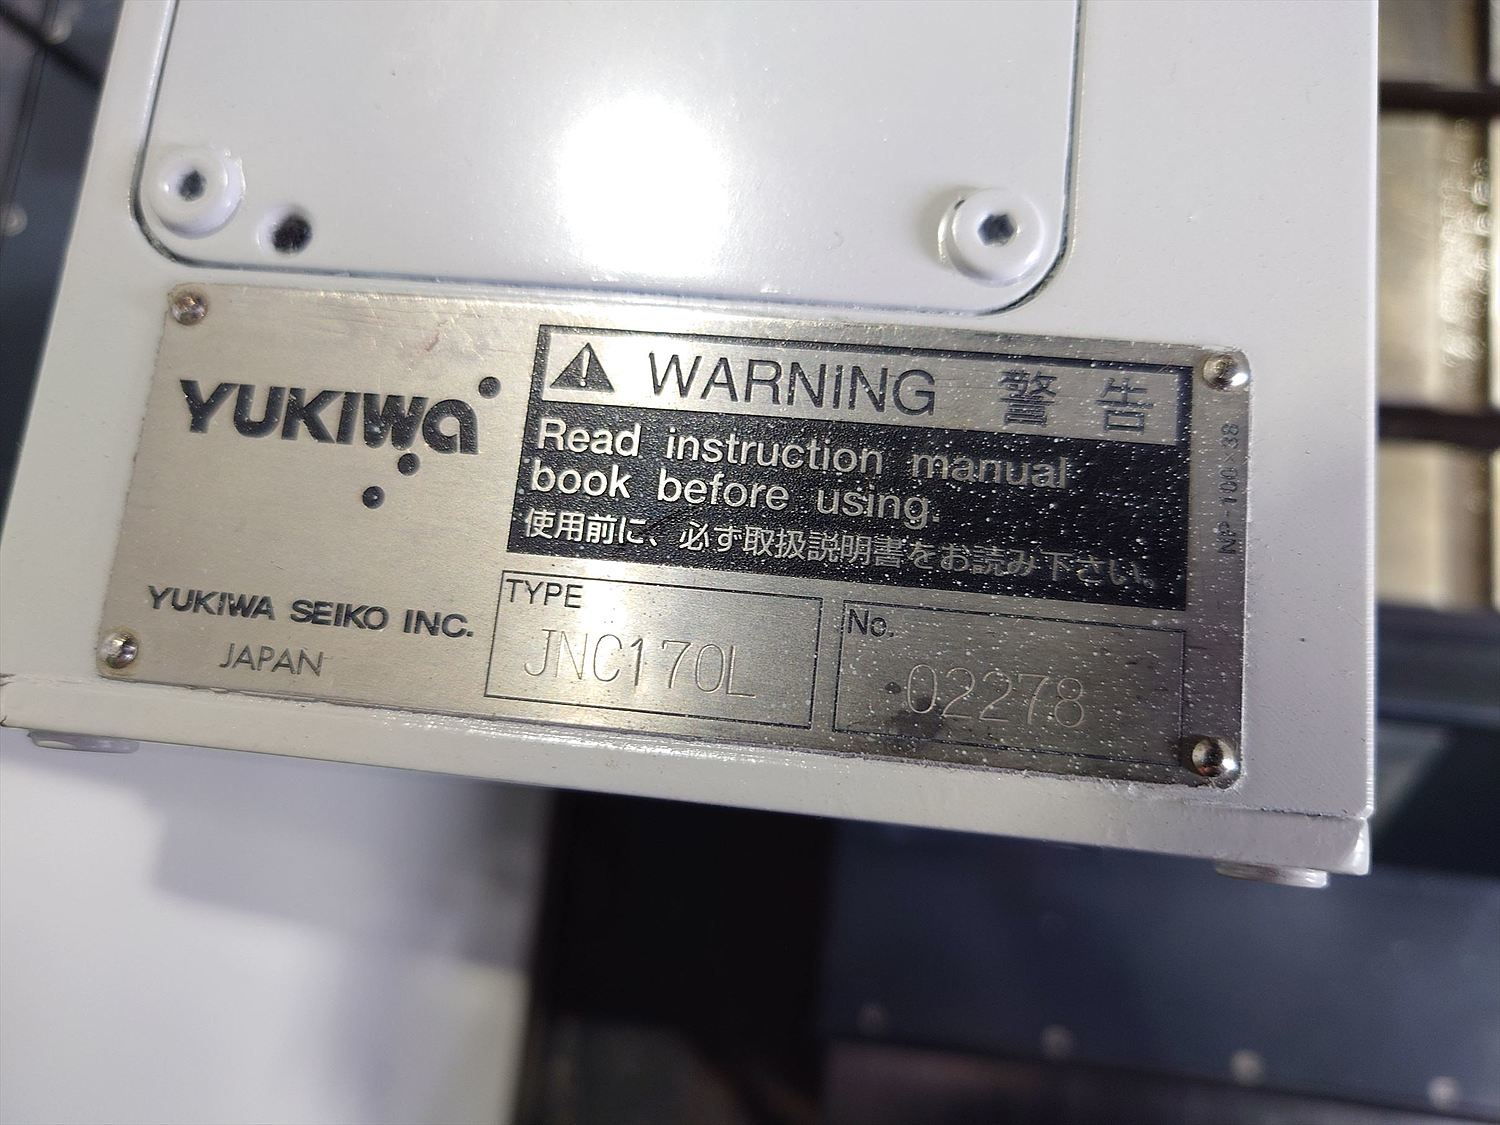 YUKIWA
YUKIWA SEIKO INC.
JAPAN
WARNING 警告
Read instruction manual
book before using.
使用前に、必ず取扱説明書をお読み下さい。
TYPE
JNC170L
No.
02278
NP-100×38